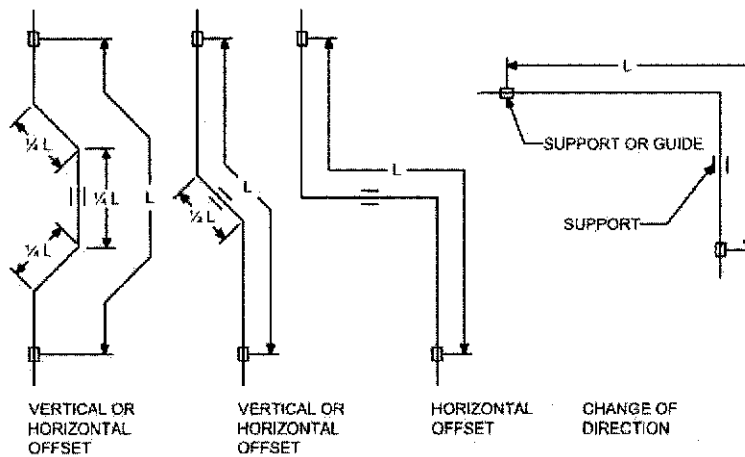 L
SUPPORT OR GUIDE
¼ L
¼ L
L
¼ L
L
½ L
L
SUPPORT
VERTICAL OR
HORIZONTAL
OFFSET
VERTICAL OR
HORIZONTAL
OFFSET
HORIZONTAL
OFFSET
CHANGE OF
DIRECTION